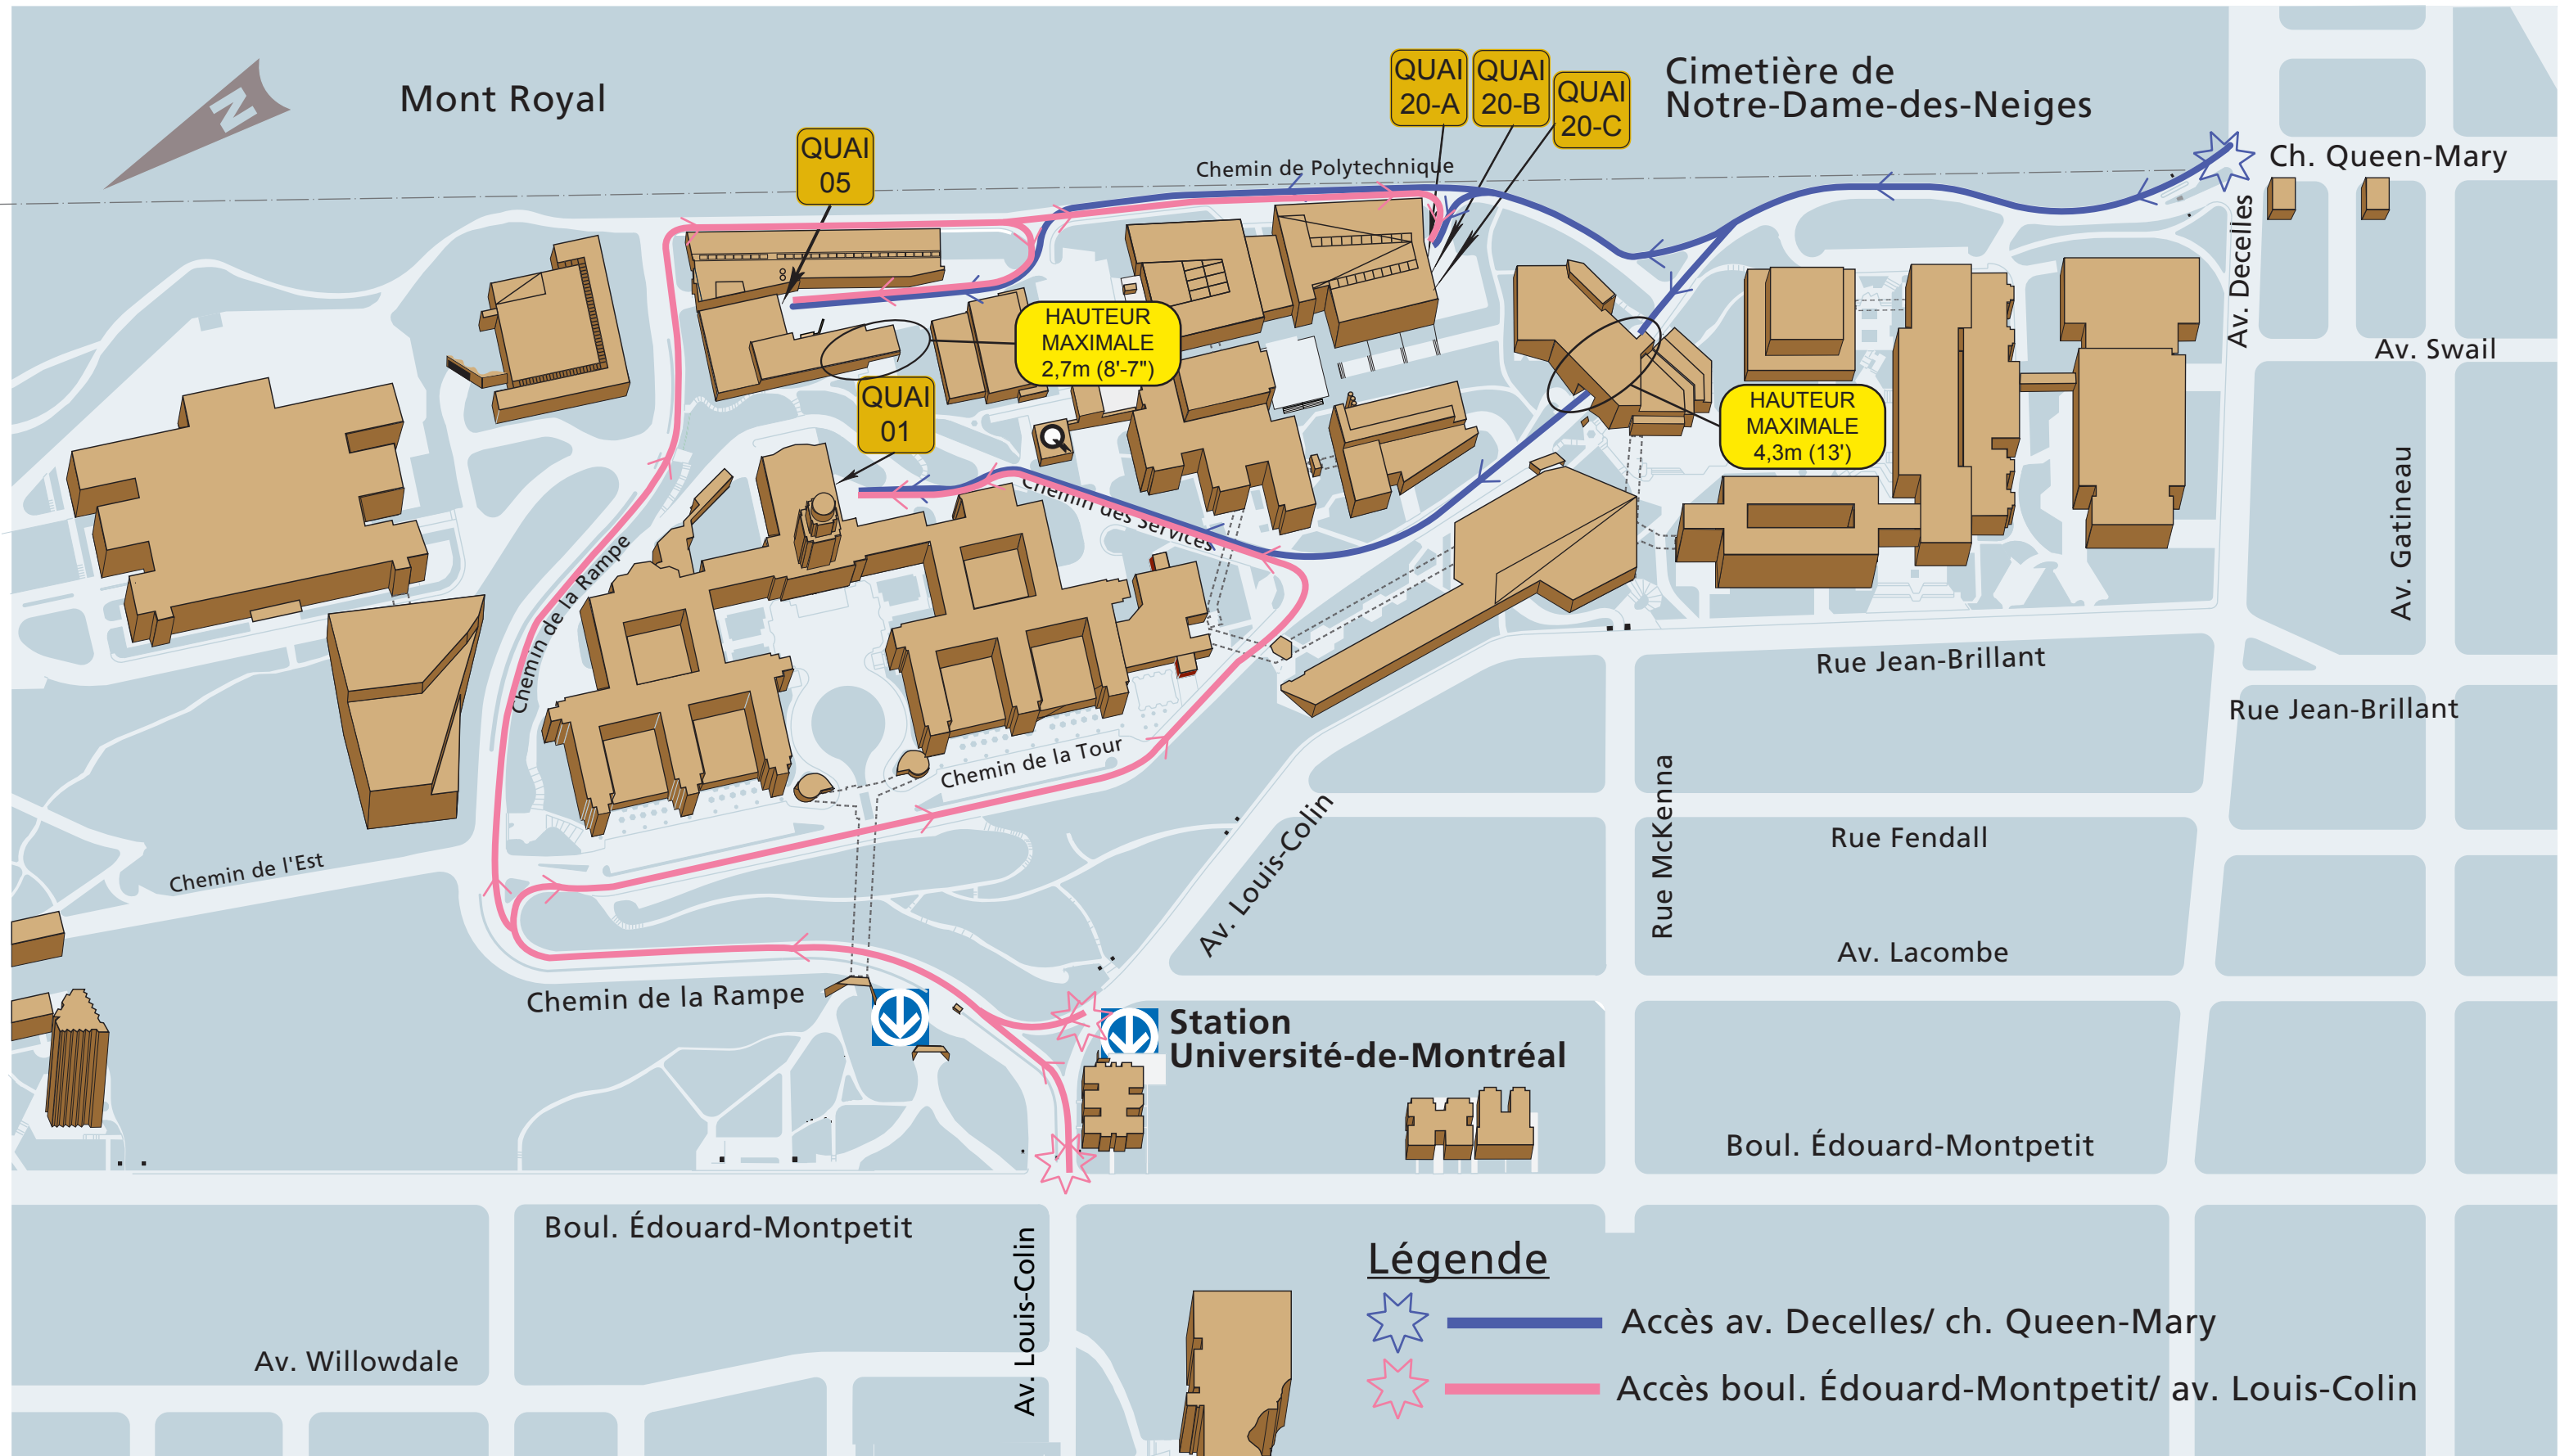 Mont Royal
N
QUAI
05
QUAI
20-A
QUAI
20-B
QUAI
20-C
Cimetière de
Notre-Dame-des-Neiges
Chemin de Polytechnique
Ch. Queen-Mary
Av. Decelles
Av. Swail
Av. Gatineau
HAUTEUR
MAXIMALE
2,7m (8'-7")
QUAI
01
Q
HAUTEUR
MAXIMALE
4,3m (13')
Chemin des Services
Chemin de la Rampe
Rue Jean-Brillant
Rue Jean-Brillant
Chemin de la Tour
Av. Louis-Colin
Rue McKenna
Rue Fendall
Chemin de l'Est
Av. Lacombe
Chemin de la Rampe
Station
Université-de-Montréal
Boul. Édouard-Montpetit
Boul. Édouard-Montpetit
Av. Louis-Colin
Av. Willowdale
Légende
Accès av. Decelles/ ch. Queen-Mary
Accès boul. Édouard-Montpetit/ av. Louis-Colin